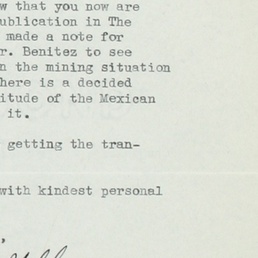 w that you now are
ublication in The
made a note for
r. Benitez to see
n the mining situation
here is a decided
itude of the Mexican
it.
getting the tran-
with kindest personal
,